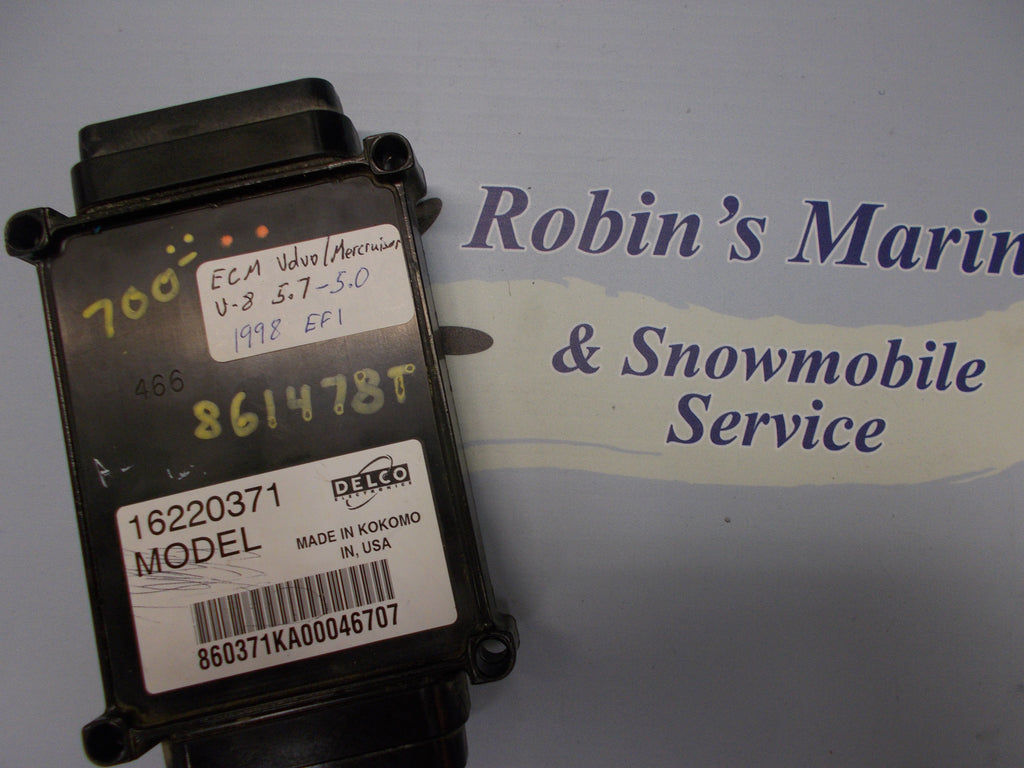 700
ECM Volvo/Mercruiser
V-8 5.7-5.0
1998 EFI
466
861478T
16220371
MODEL
DELCO
ELECTRONICS
MADE IN KOKOMO
IN, USA
860371KA00046707
Robin's Marin
& Snowmobile
Service